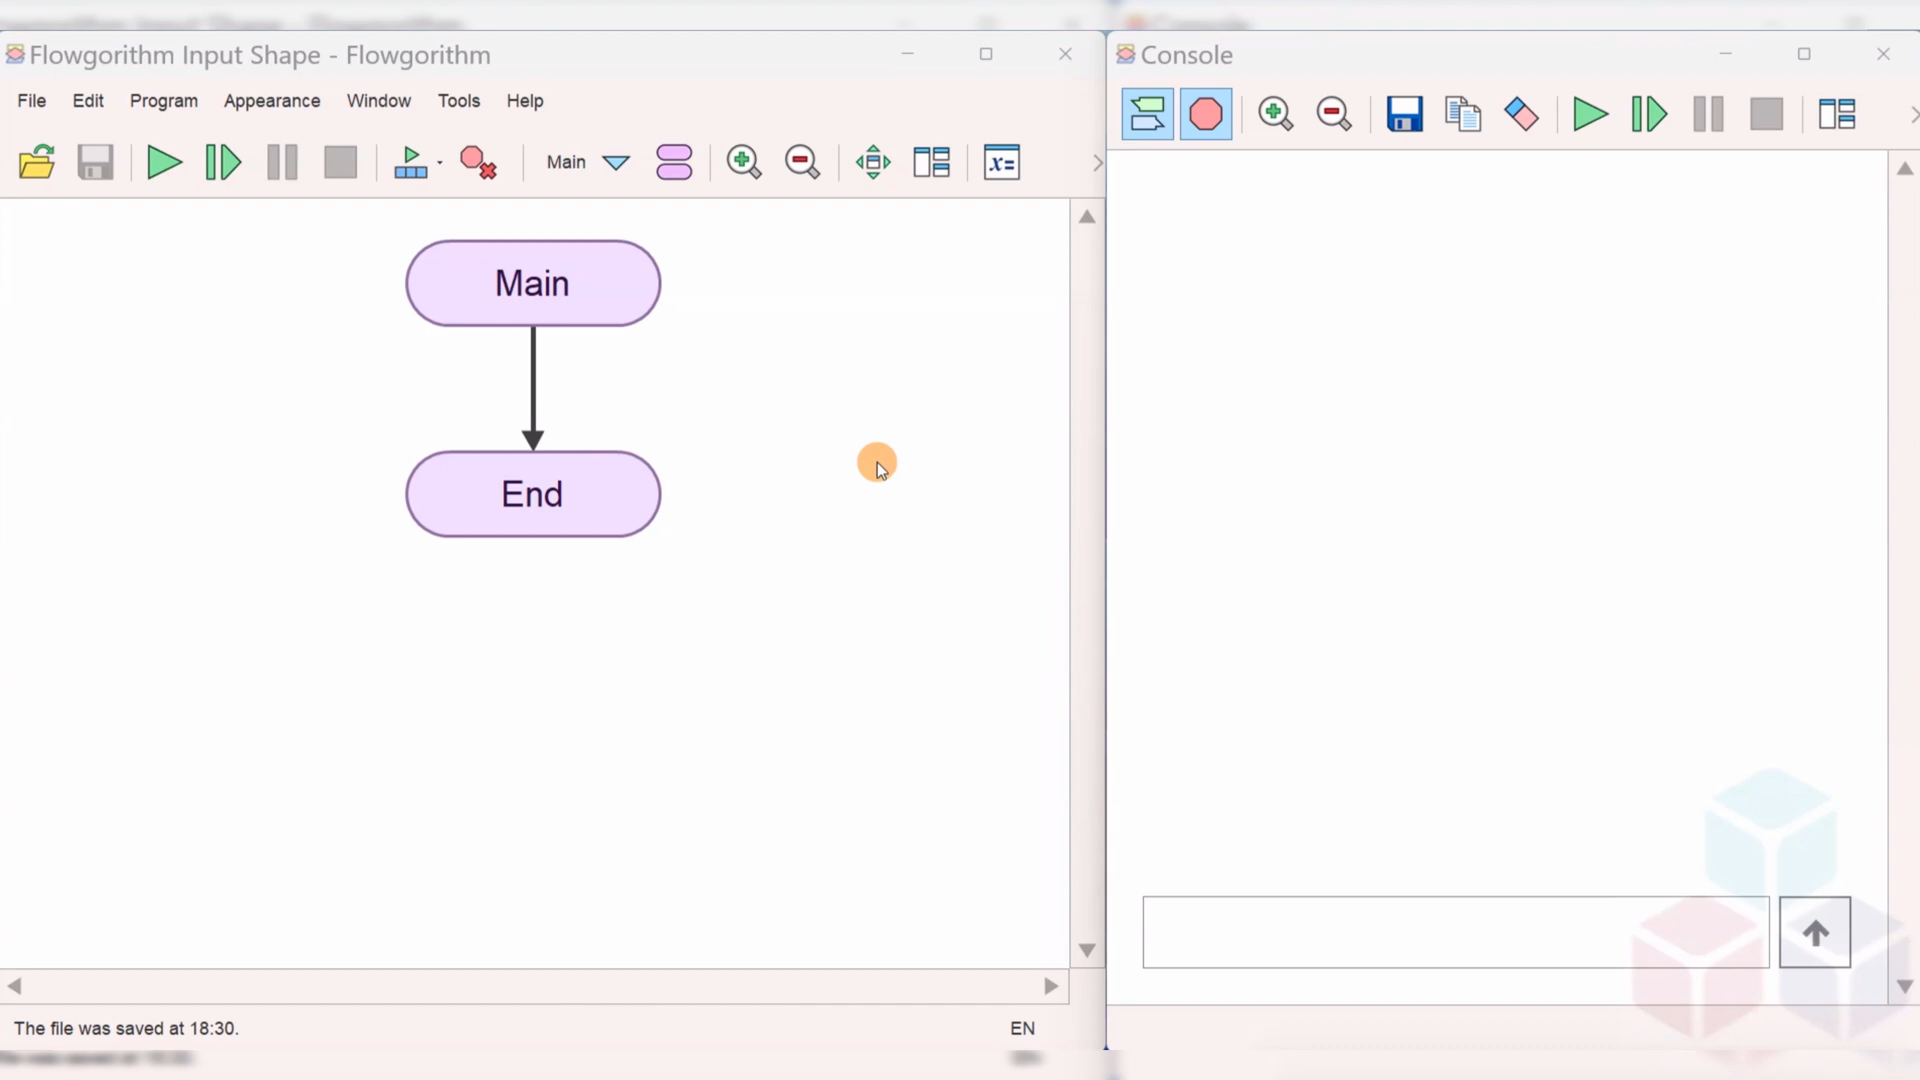 Flowgorithm Input Shape - Flowgorithm
File Edit Program Appearance Window Tools Help
Main
x=
Main
End
The file was saved at 18:30.
EN
Console